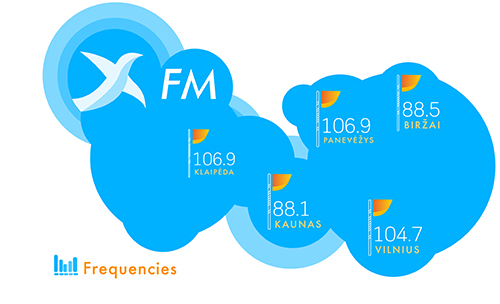 FM
88.5
BIRŽAI
106.9
PANEVĖŽYS
106.9
KLAIPĖDA
88.1
KAUNAS
104.7
VILNIUS
Frequencies